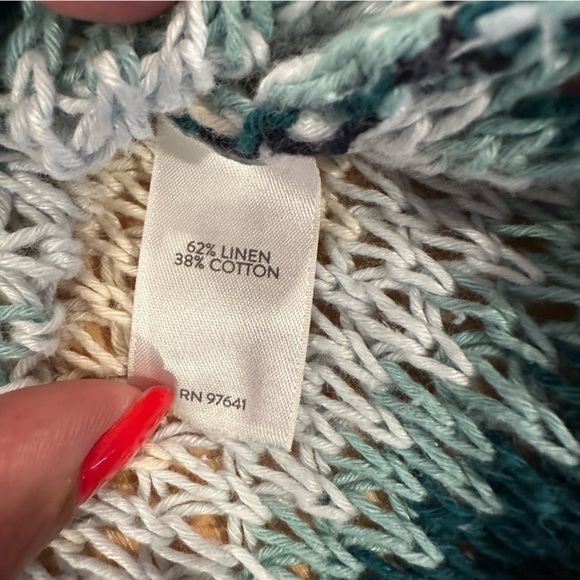 62% LINEN
38% COTTON
RN 97641